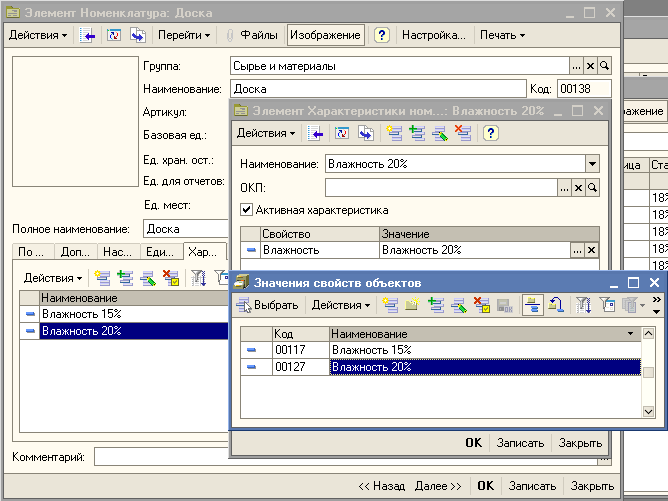 Элемент Номенклатура: Доска
Действия Перейти Файлы Изображение ? Настройка... Печать
Группа: Сырье и материалы ... x
Наименование: Доска Код: 00138
Артикул:
Базовая ед.:
Ед. хран. ост.:
Ед. для отчетов:
Ед. мест:
Полное наименование: Доска
По ... Доп... Нас... Еди... Хар...
Действия
Наименование
Влажность 15%
Влажность 20%
Комментарий:
<< Назад Далее >> OK Записать Закрыть
Элемент Характеристики ном...: Влажность 20%
Действия ?
Наименование: Влажность 20%
ОКП: ... x
Активная характеристика
Свойство Значение
Влажность Влажность 20% ... x
OK Записать Закрыть
Значения свойств объектов
Выбрать Действия »
Код Наименование
00117 Влажность 15%
00127 Влажность 20%
ражение
ица Ста
18%
18%
18%
18%
18%